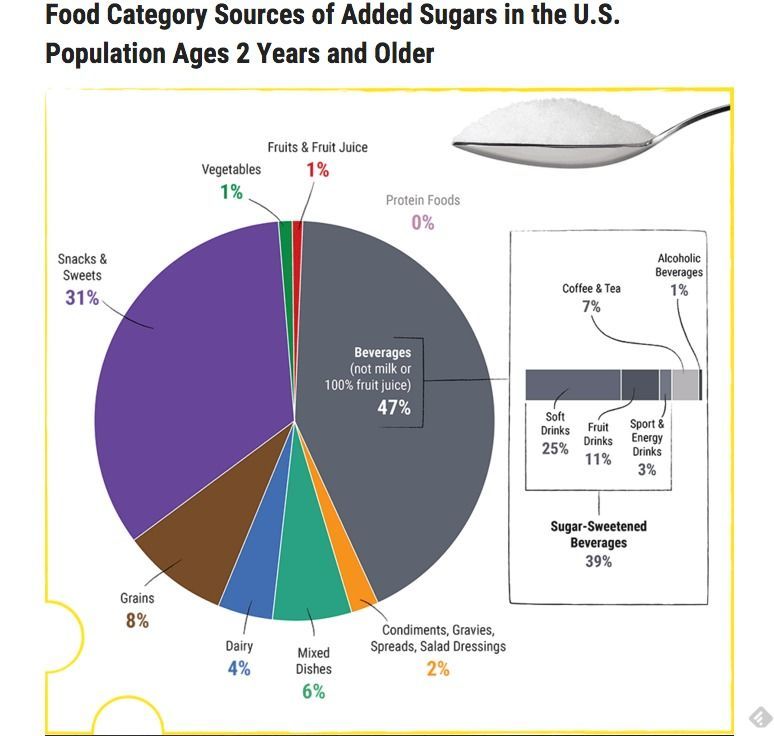 Food Category Sources of Added Sugars in the U.S.
Population Ages 2 Years and Older
Fruits & Fruit Juice
1%
Vegetables
1%
Protein Foods
0%
Snacks &
Sweets
31%
Beverages
(not milk or
100% fruit juice)
47%
Alcoholic
Beverages
1%
Coffee & Tea
7%
Soft
Drinks
25%
Fruit
Drinks
11%
Sport &
Energy
Drinks
3%
Sugar-Sweetened
Beverages
39%
Grains
8%
Dairy
4%
Mixed
Dishes
6%
Condiments, Gravies,
Spreads, Salad Dressings
2%